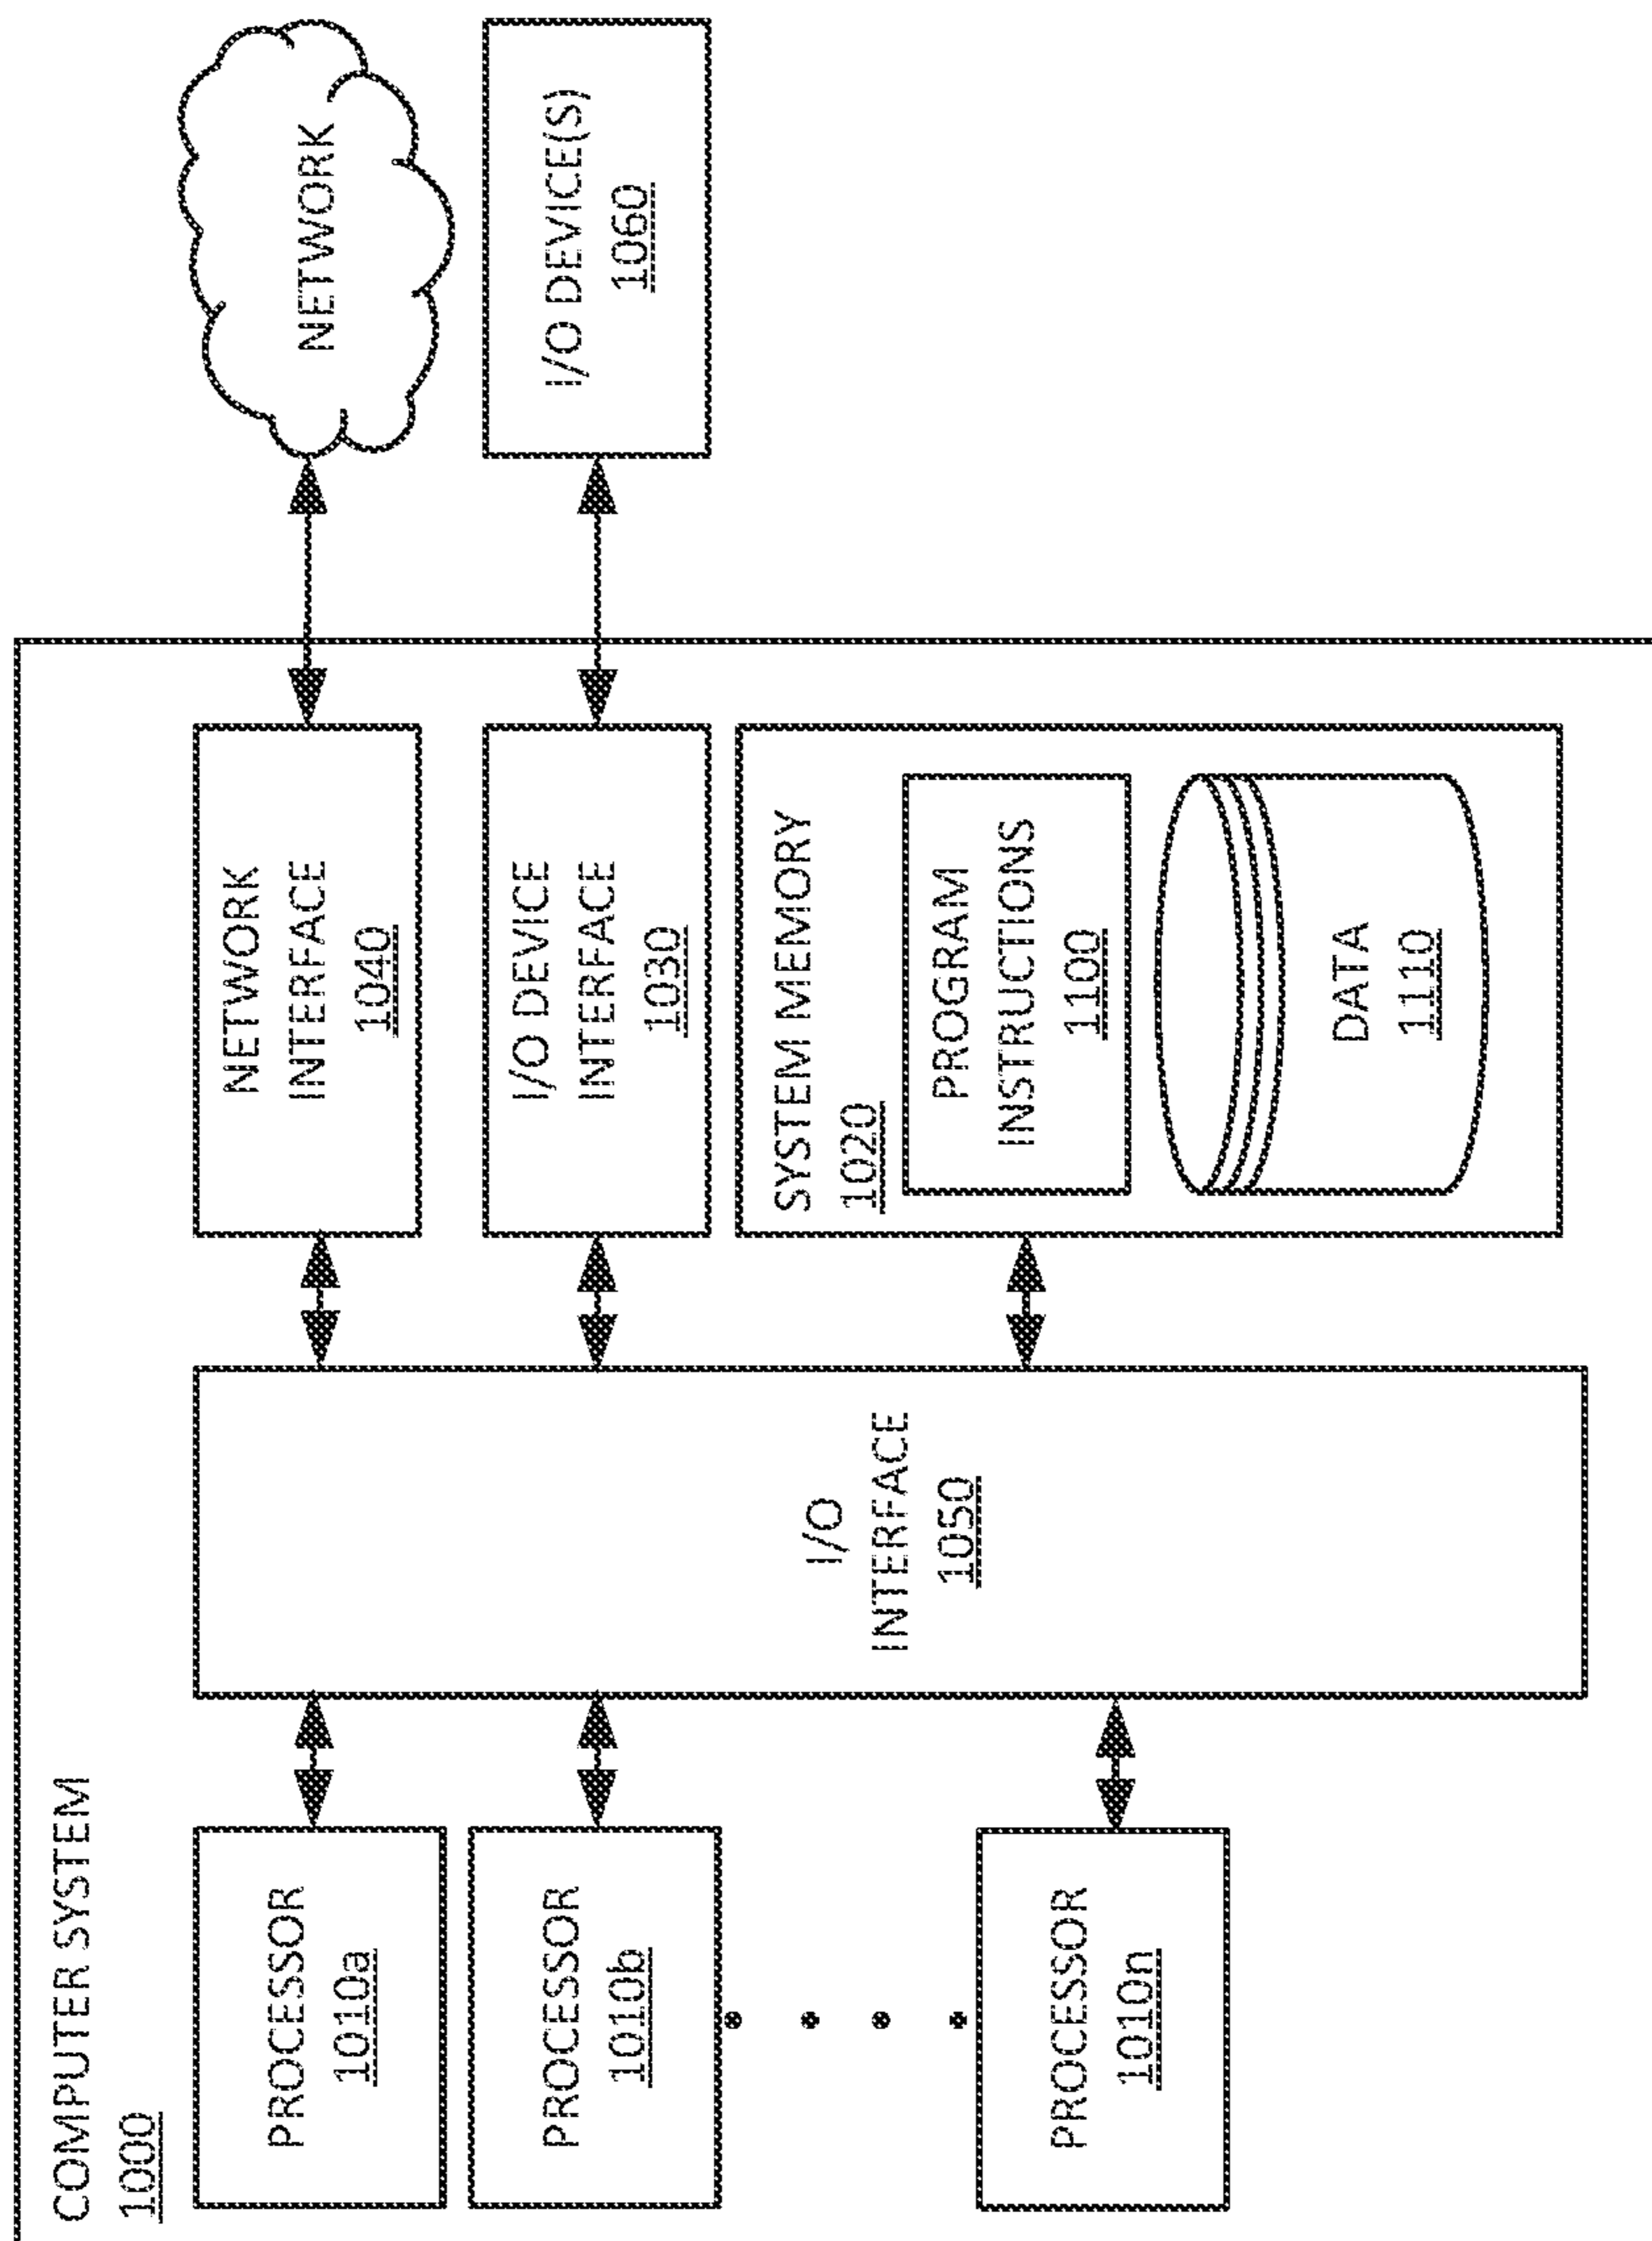 COMPUTER SYSTEM
1000
PROCESSOR
1010a
PROCESSOR
1010b
PROCESSOR
1010n
I/O
INTERFACE
1050
NETWORK
INTERFACE
1040
I/O DEVICE
INTERFACE
1030
SYSTEM MEMORY
1020
PROGRAM
INSTRUCTIONS
1100
DATA
1110
NETWORK
I/O DEVICE(S)
1060